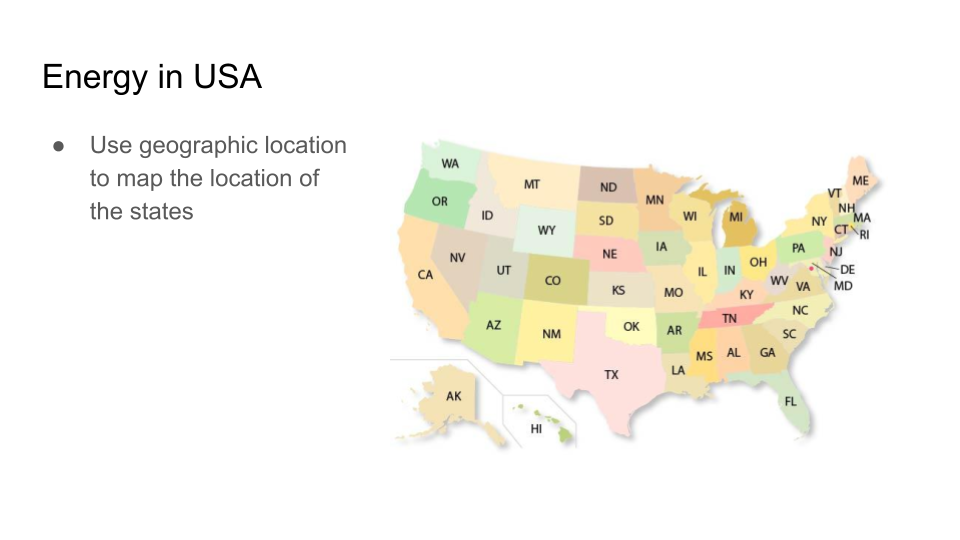 Energy in USA
● Use geographic location
to map the location of
the states
WA
MT
ND
MN
ME
VT
NH
OR
ID
SD
WI
MI
NY
MA
CT
RI
WY
IA
PA
NJ
NV
NE
OH
UT
IL
IN
DE
CA
CO
WV
VA
MD
KS
MO
KY
NC
AZ
NM
OK
AR
TN
SC
MS
AL
GA
TX
LA
AK
FL
HI